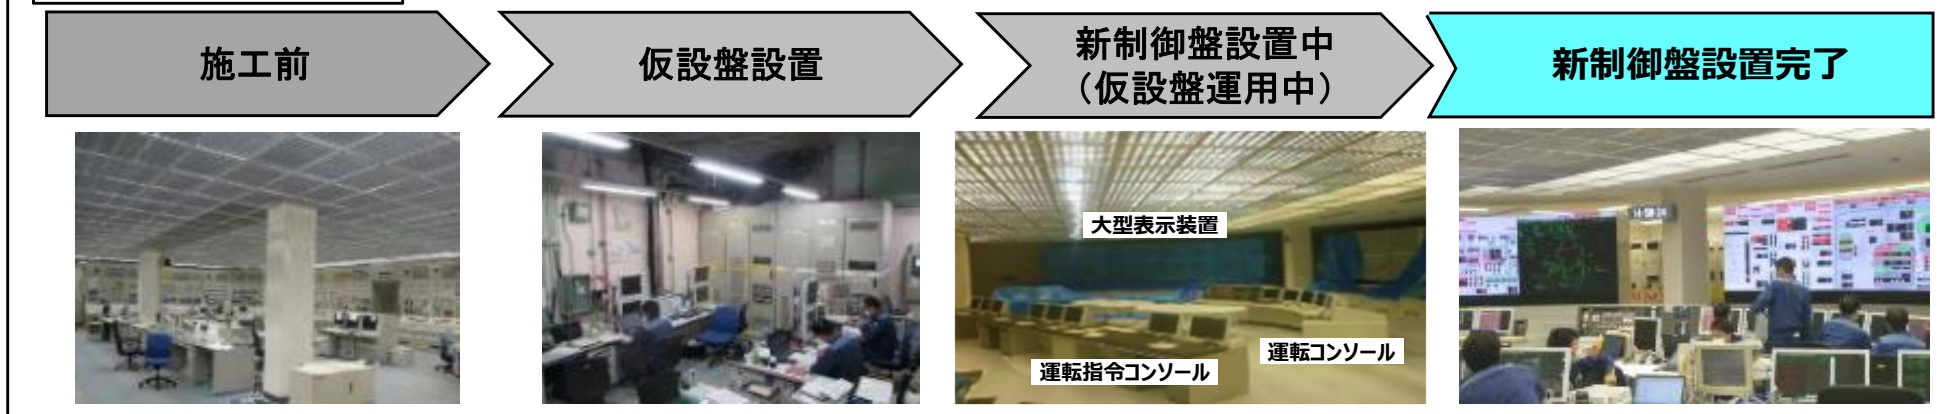 施工前
仮設盤設置
新制御盤設置中
（仮設盤運用中）
新制御盤設置完了
大型表示装置
運転指令コンソール
運転コンソール